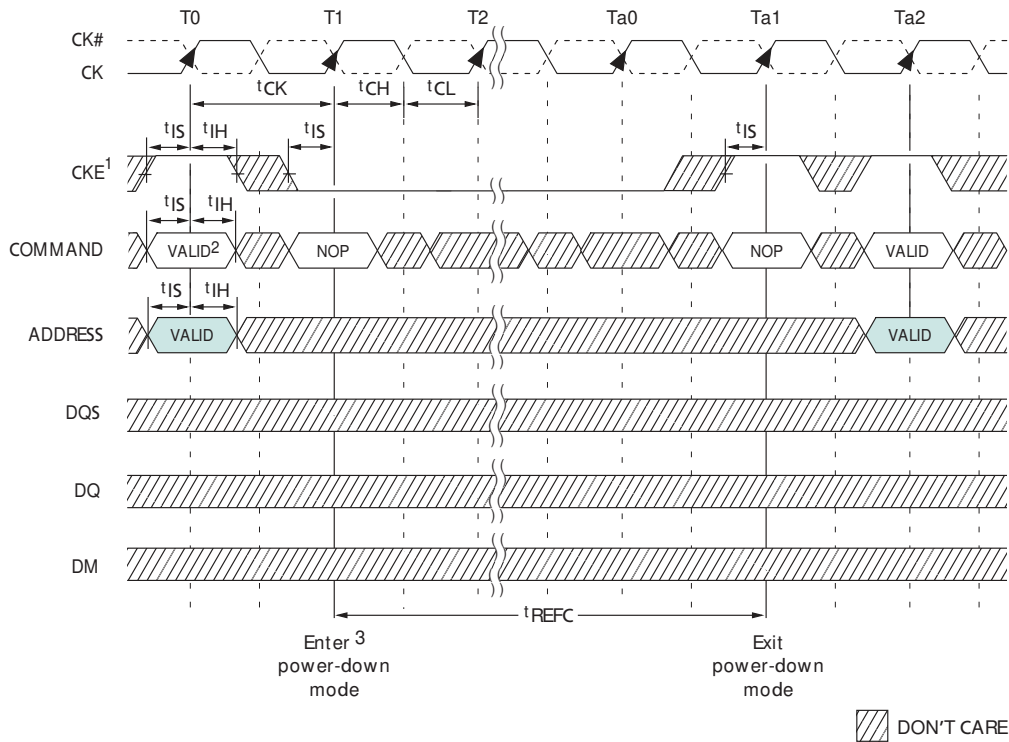 T0 T1 T2 Ta0 Ta1 Ta2
CK#
CK
tCK tCH tCL
tIS tIH tIS tIS
CKE1
tIS tIH
COMMAND VALID2 NOP NOP VALID
tIS tIH
ADDRESS VALID VALID
DQS
DQ
DM
tREFC
Enter 3 Exit
power-down power-down
mode mode
DON'T CARE